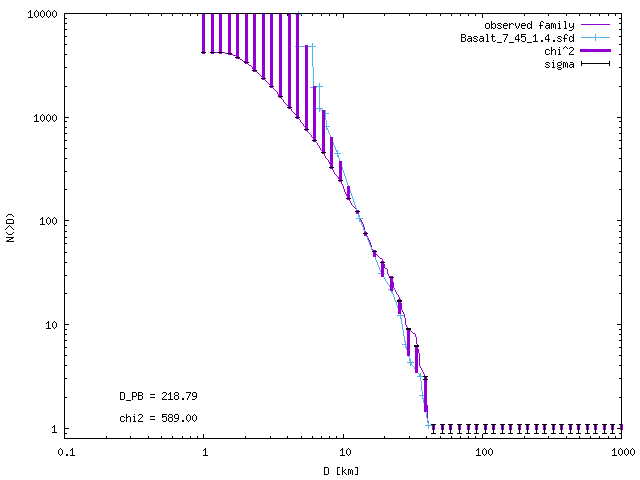 10000
1000
100
10
1
N(>D)
observed family
Basalt_7_45_1.4.sfd
chi^2
sigma
D_PB = 218.79
chi2 = 589.00
0.1 1 10 100 1000
D [km]